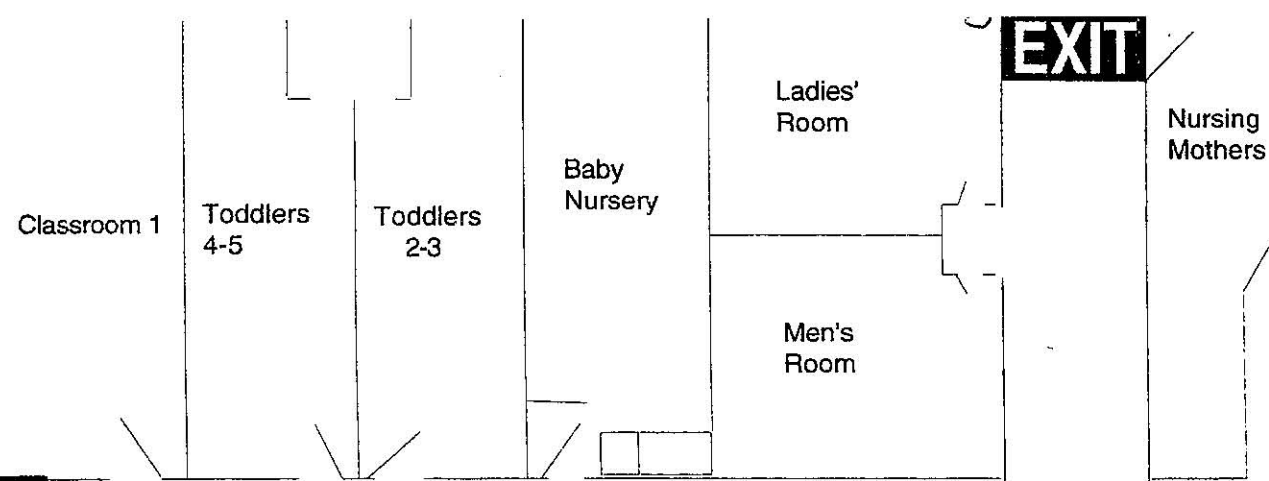 EXIT
Ladies'
Room
Nursing
Mothers
Baby
Nursery
Classroom 1
Toddlers
4-5
Toddlers
2-3
Men's
Room